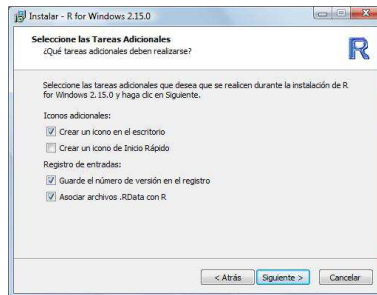 Instalar - R for Windows 2.15.0
Seleccione las Tareas Adicionales
¿Qué tareas adicionales deben realizarse?
R
Seleccione las tareas adicionales que desea que se realicen durante la instalación de R
for Windows 2.15.0 y haga clic en Siguiente.
Iconos adicionales:
Crear un icono en el escritorio
Crear un icono de Inicio Rápido
Registro de entradas:
Guarde el número de versión en el registro
Asociar archivos .RData con R
< Atrás Siguiente > Cancelar